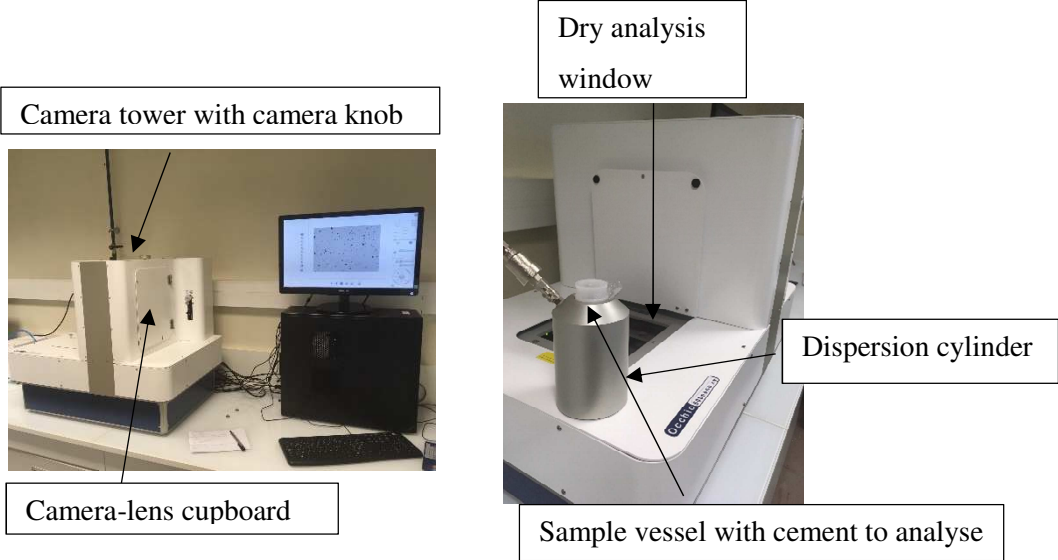 Dry analysis
window
Camera tower with camera knob
Dispersion cylinder
Camera-lens cupboard
Sample vessel with cement to analyse